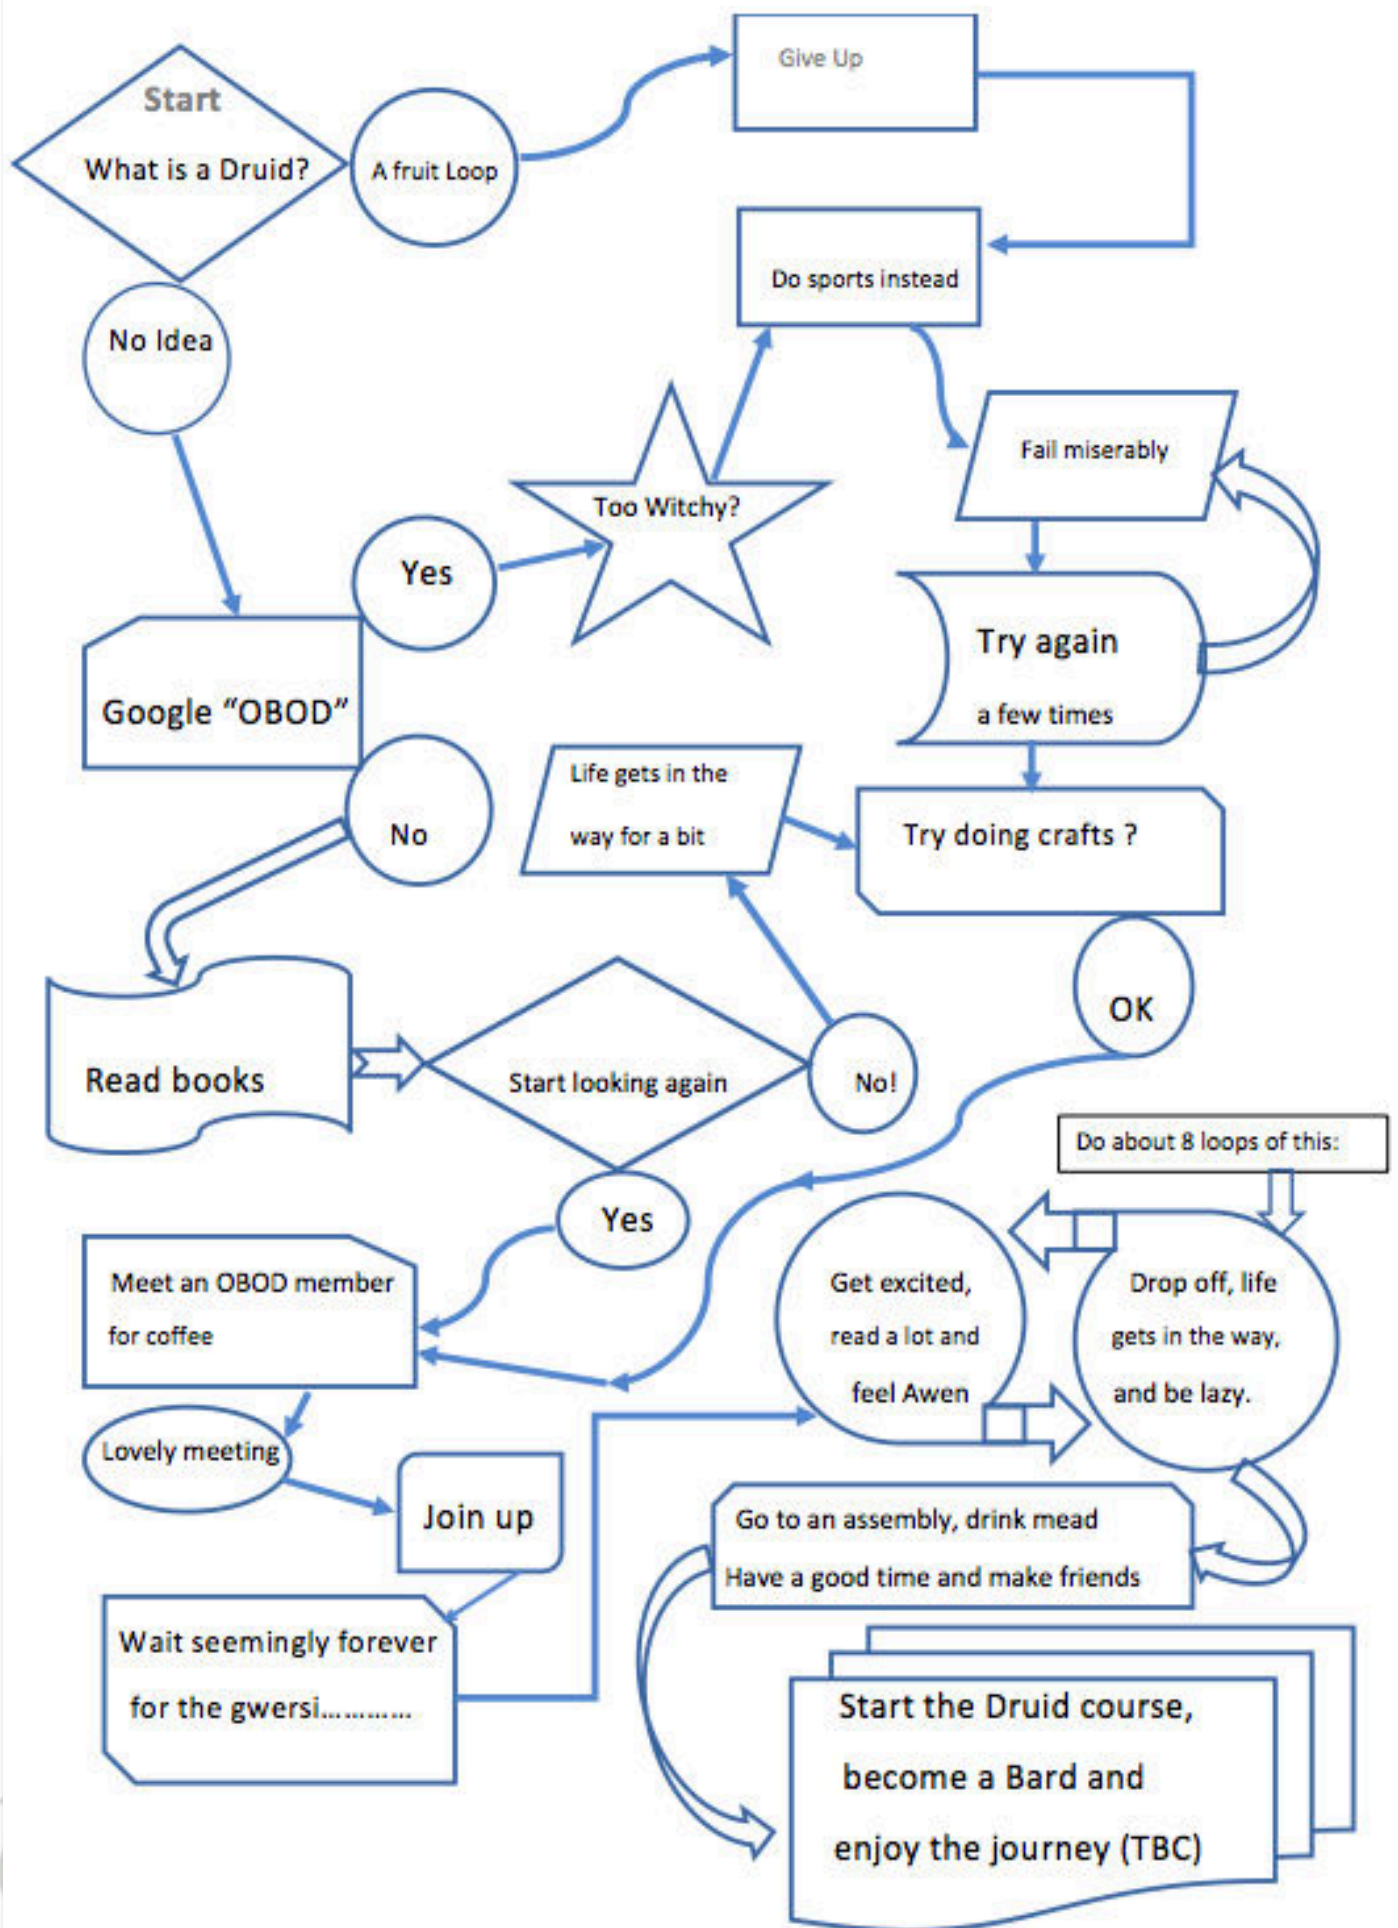 Start
What is a Druid?
A fruit Loop
Give Up
Do sports instead
No Idea
Too Witchy?
Fail miserably
Yes
Google “OBOD”
Try again
a few times
No
Life gets in the
way for a bit
Try doing crafts ?
OK
Read books
Start looking again
No!
Yes
Do about 8 loops of this:
Meet an OBOD member
for coffee
Get excited,
read a lot and
feel Awen
Drop off, life
gets in the way,
and be lazy.
Lovely meeting
Join up
Go to an assembly, drink mead
Have a good time and make friends
Wait seemingly forever
for the gwersi…………
Start the Druid course,
become a Bard and
enjoy the journey (TBC)